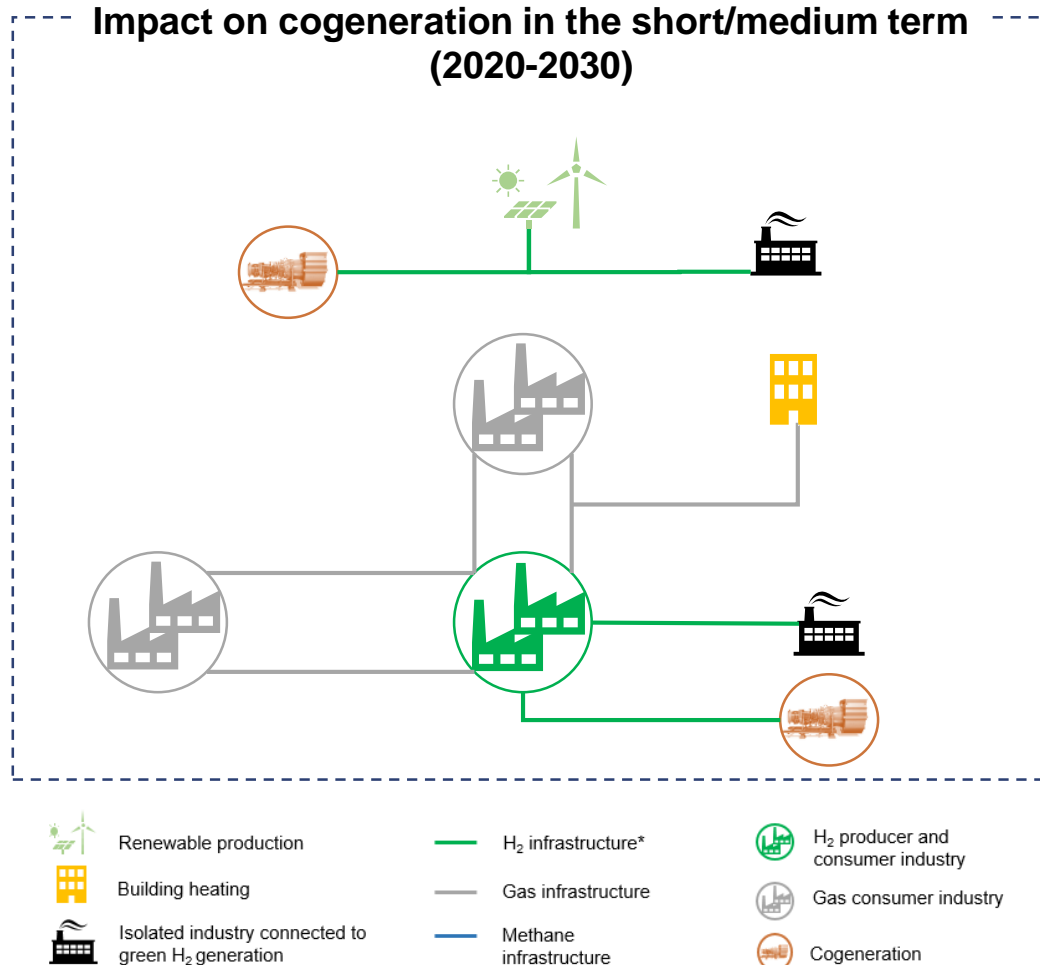 Impact on cogeneration in the short/medium term
(2020-2030)
Renewable production
H₂ infrastructure*
H₂ producer and
consumer industry
Building heating
Gas infrastructure
Gas consumer industry
Isolated industry connected to
green H₂ generation
Methane
infrastructure
Cogeneration